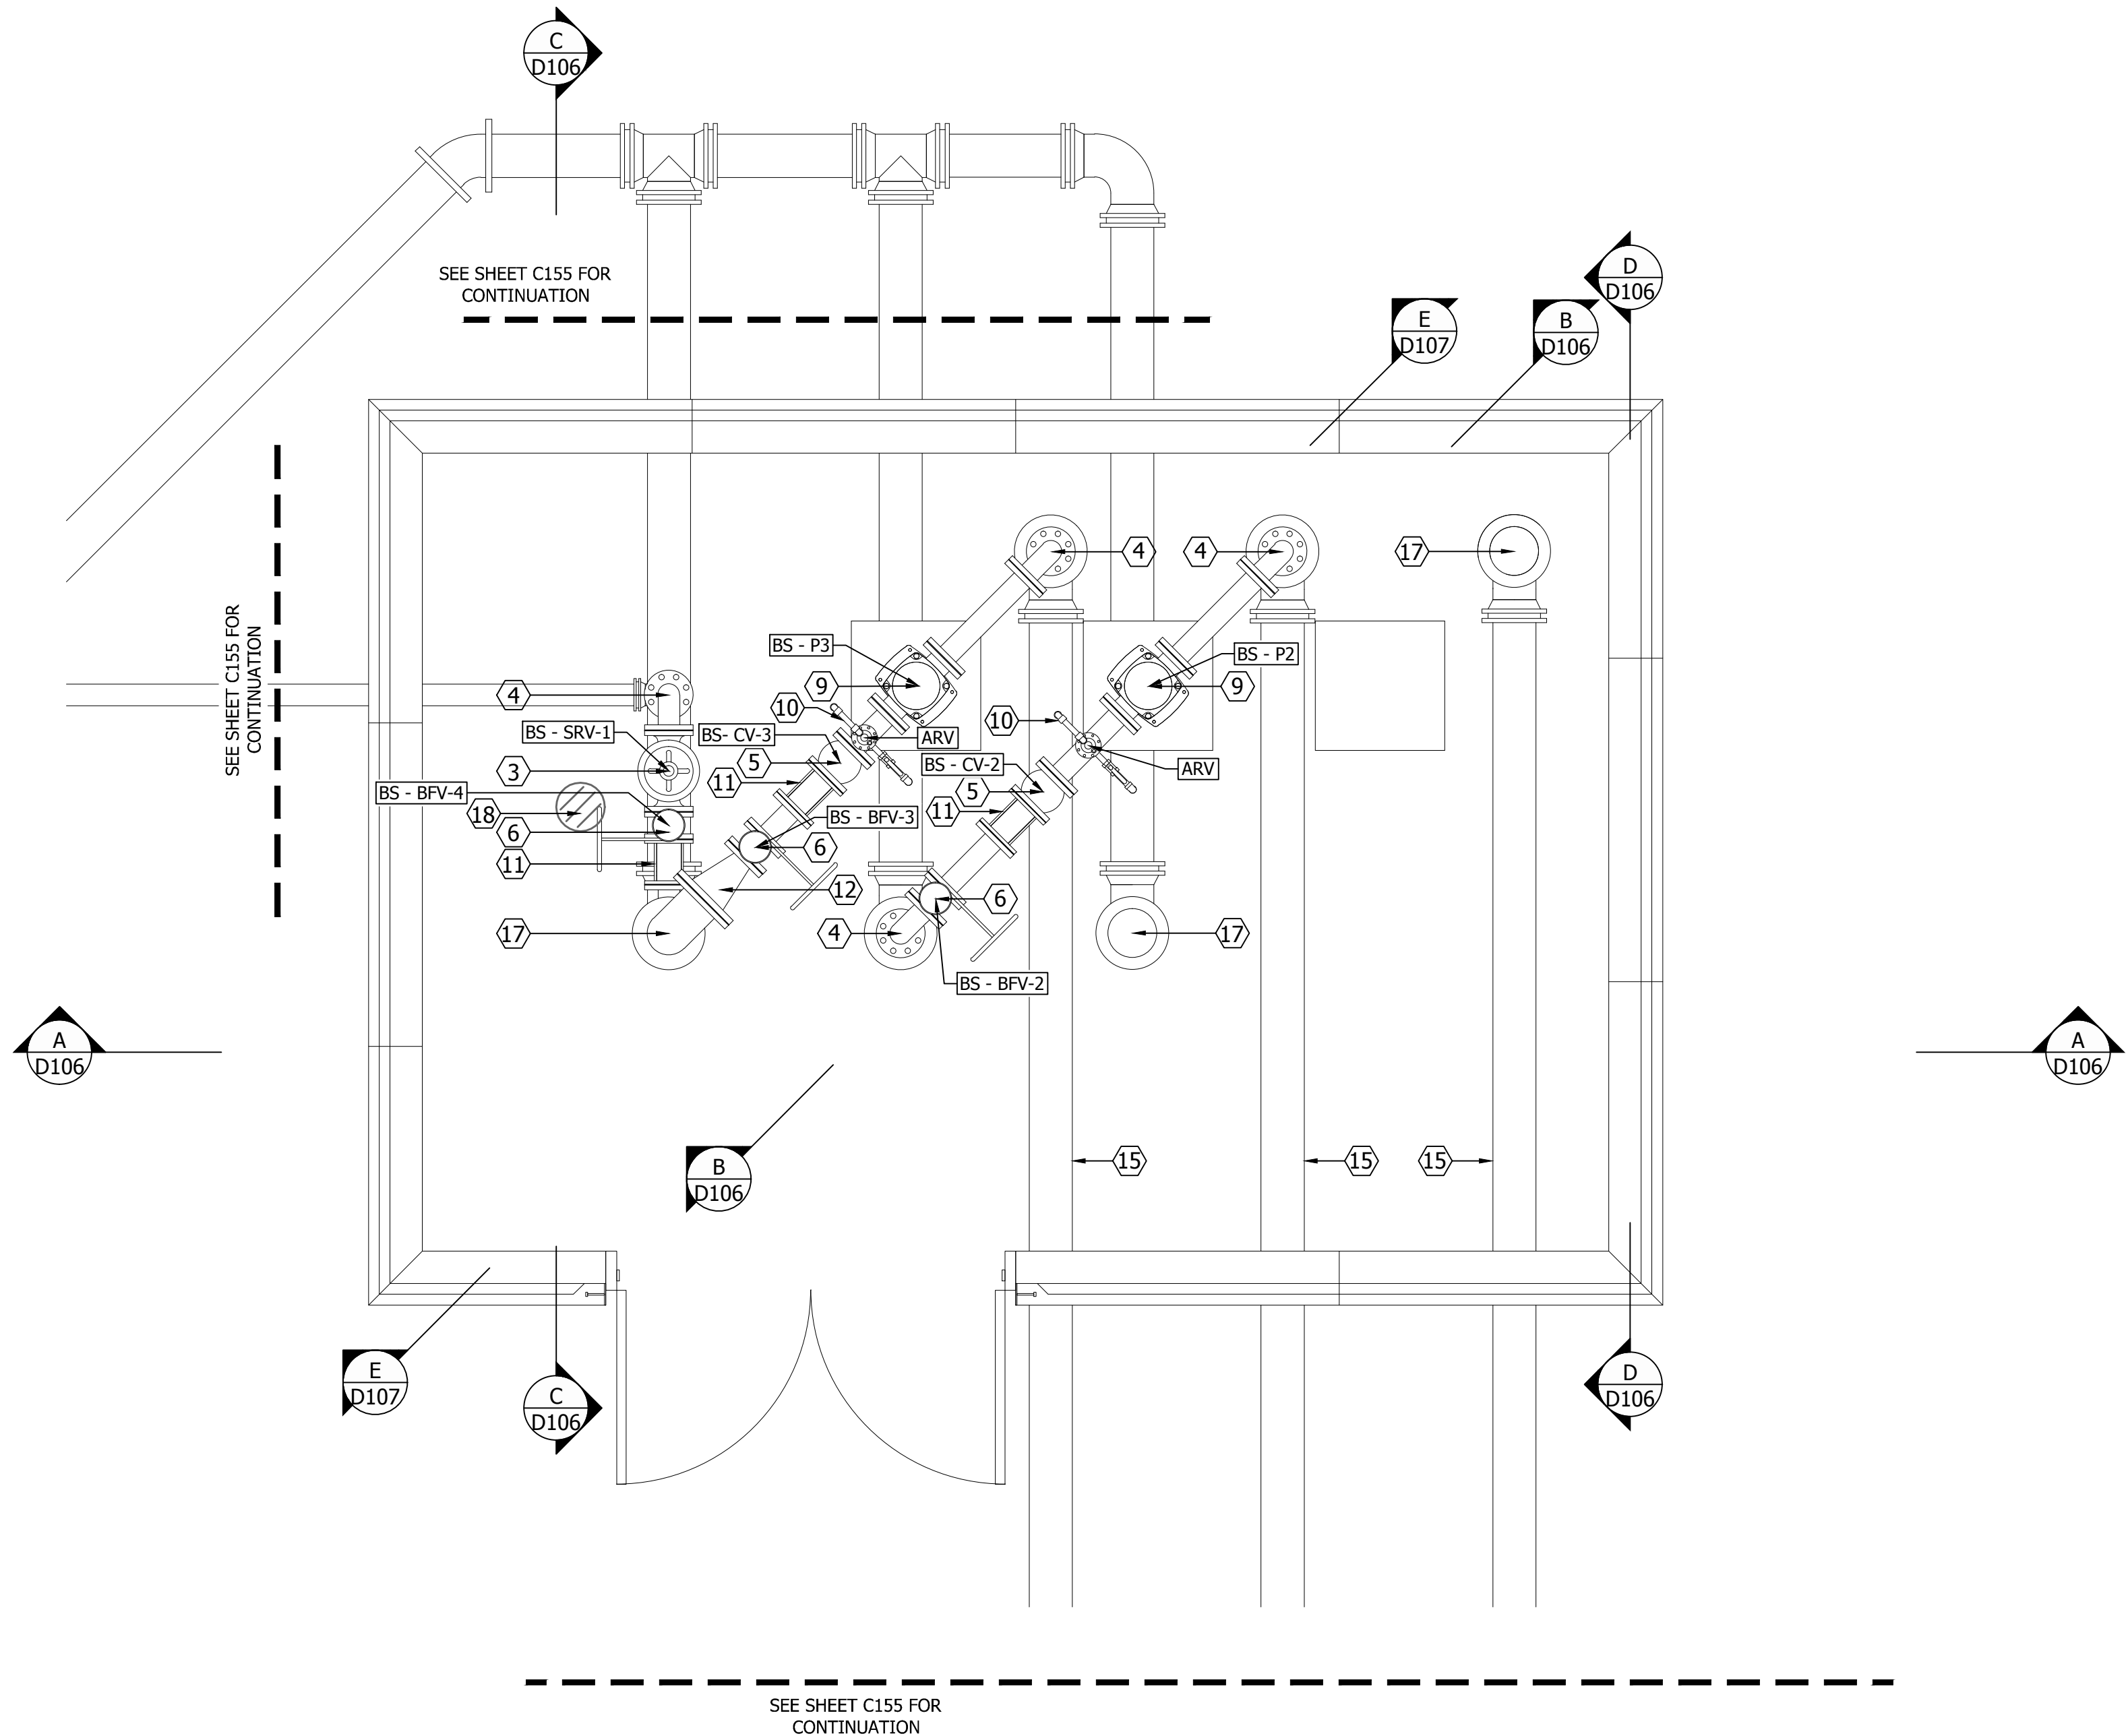 C
D106
SEE SHEET C155 FOR
CONTINUATION
D
D106
E
D107
B
D106
4
4
17
SEE SHEET C155 FOR
CONTINUATION
BS - P3
BS - P2
9
9
4
10
10
BS - SRV-1
BS- CV-3
ARV
5
BS - CV-2
ARV
3
11
5
BS - BFV-4
18
BS - BFV-3
11
6
6
11
12
6
17
4
17
BS - BFV-2
A
D106
A
D106
B
D106
15
15
15
E
D107
C
D106
D
D106
SEE SHEET C155 FOR
CONTINUATION